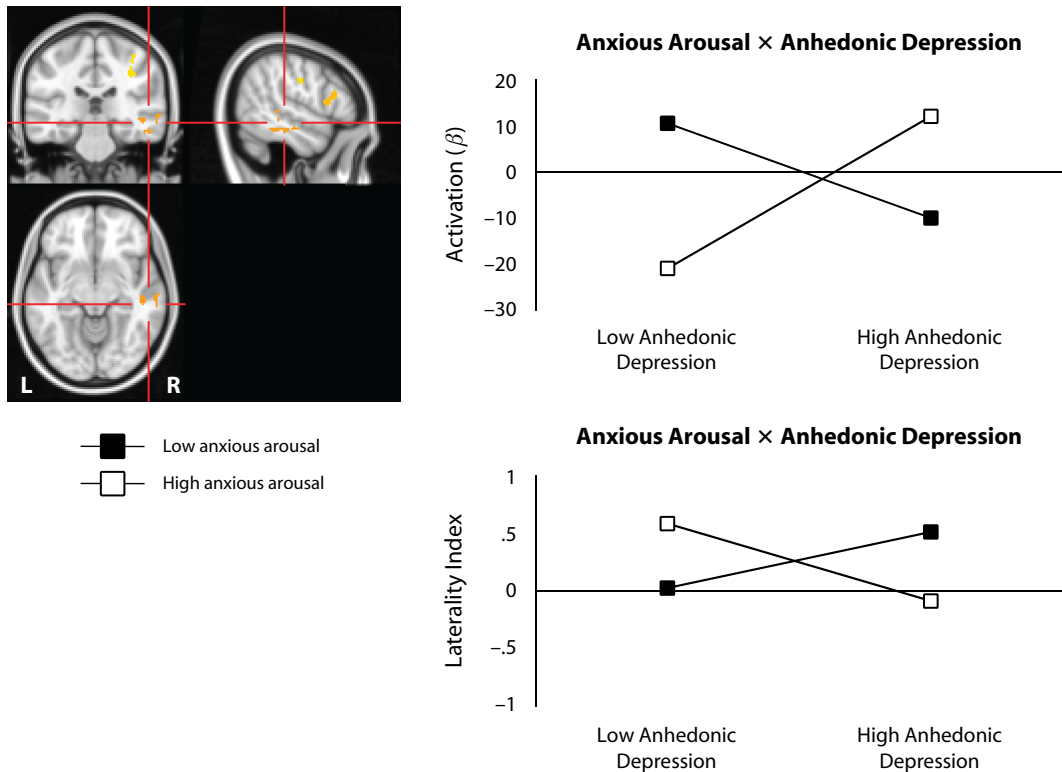 L
R
Low anxious arousal
High anxious arousal
Anxious Arousal × Anhedonic Depression
Activation (β)
20
10
0
–10
–20
–30
Low Anhedonic
Depression
High Anhedonic
Depression
Anxious Arousal × Anhedonic Depression
Laterality Index
1
.5
0
–.5
–1
Low Anhedonic
Depression
High Anhedonic
Depression